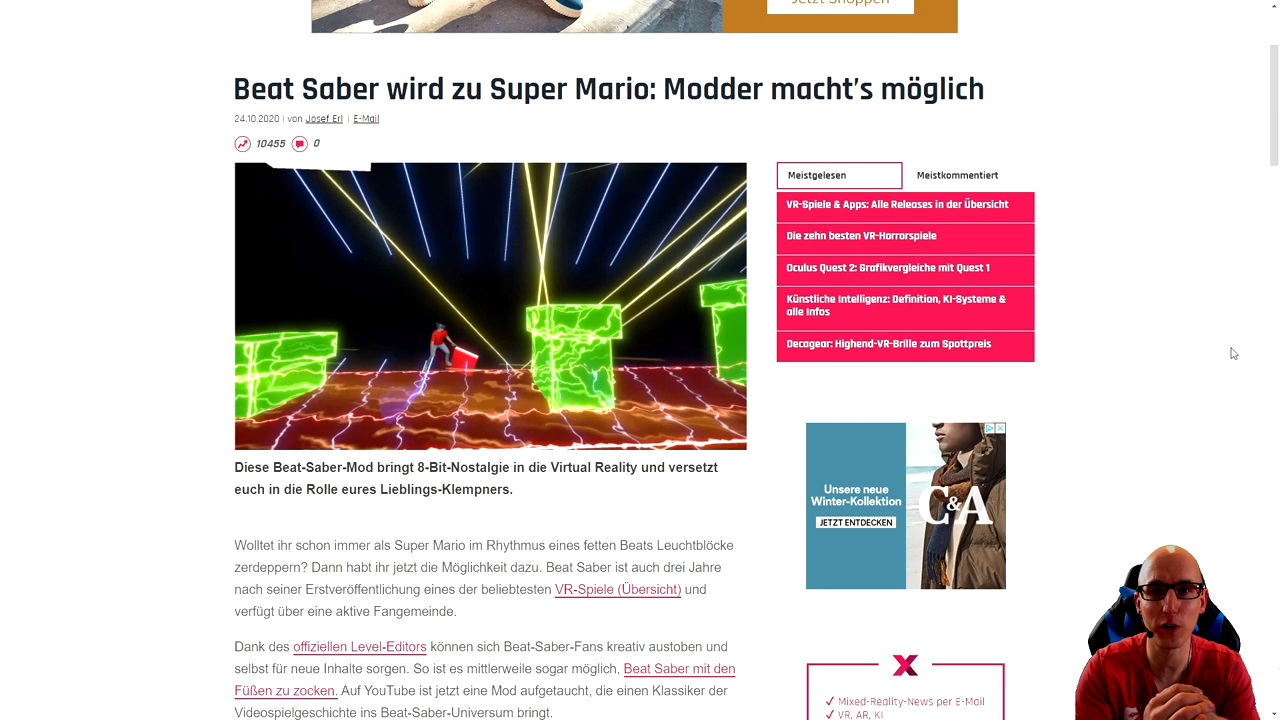 Jetzt Shoppen
Beat Saber wird zu Super Mario: Modder macht's möglich
24.10.2020 | von Josef Erl | E-Mail
10455 0
Diese Beat-Saber-Mod bringt 8-Bit-Nostalgie in die Virtual Reality und versetzt
euch in die Rolle eures Lieblings-Klempners.
Wolltet ihr schon immer als Super Mario im Rhythmus eines fetten Beats Leuchtblöcke
zerdeppern? Dann habt ihr jetzt die Möglichkeit dazu. Beat Saber ist auch drei Jahre
nach seiner Erstveröffentlichung eines der beliebtesten VR-Spiele (Übersicht) und
verfügt über eine aktive Fangemeinde.
Dank des offiziellen Level-Editors können sich Beat-Saber-Fans kreativ austoben und
selbst für neue Inhalte sorgen. So ist es mittlerweile sogar möglich, Beat Saber mit den
Füßen zu zocken. Auf YouTube ist jetzt eine Mod aufgetaucht, die einen Klassiker der
Videospielgeschichte ins Beat-Saber-Universum bringt.
Meistgelesen Meistkommentiert
VR-Spiele & Apps: Alle Releases in der Übersicht
Die zehn besten VR-Horrorspiele
Oculus Quest 2: Grafikvergleiche mit Quest 1
Künstliche Intelligenz: Definition, KI-Systeme &
alle Infos
Decagear: Highend-VR-Brille zum Spottpreis
Unsere neue
Winter-Kollektion
JETZT ENTDECKEN
C&A
✓ Mixed-Reality-News per E-Mail
✓ VR, AR, KI